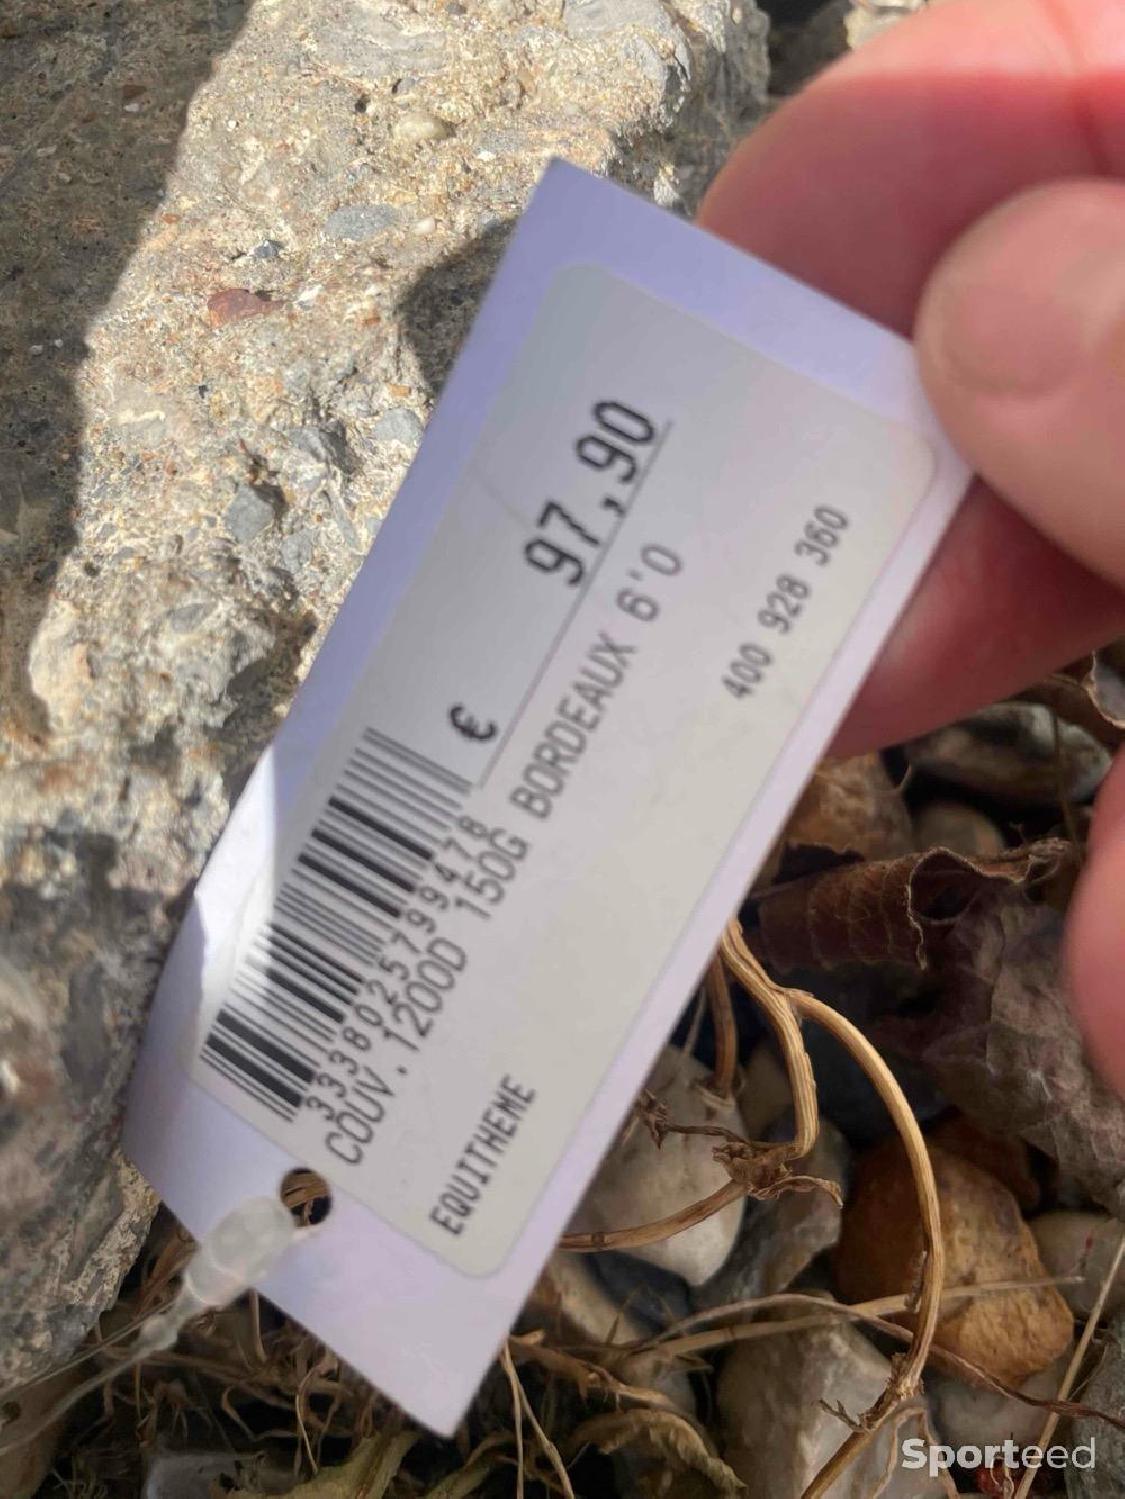 € 97,90
3338025799478
COUV.1200D 150G BORDEAUX 6'0
400 928 360
EQUITHEME
Sporteed